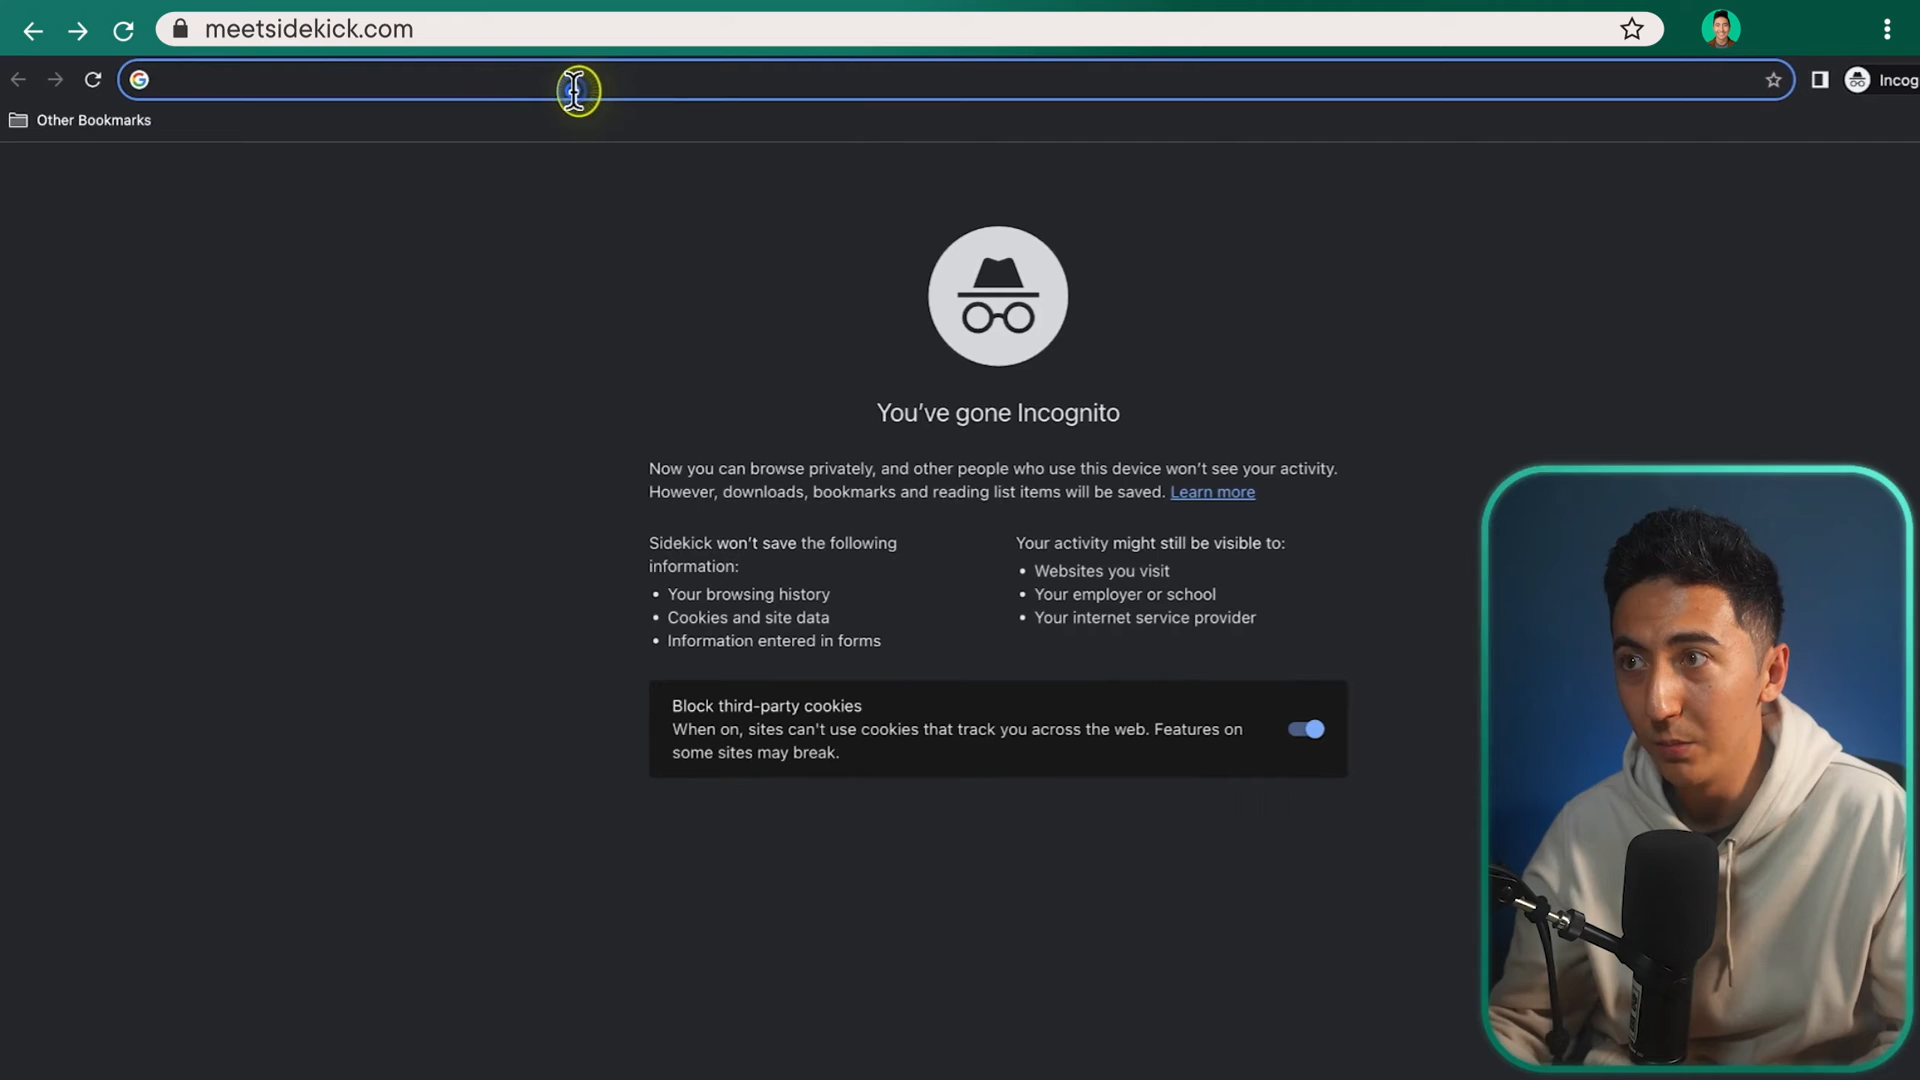 meetsidekick.com
Incog
Other Bookmarks
You've gone Incognito
Now you can browse privately, and other people who use this device won't see your activity.
However, downloads, bookmarks and reading list items will be saved. Learn more
Sidekick won't save the following
information:
• Your browsing history
• Cookies and site data
• Information entered in forms
Your activity might still be visible to:
• Websites you visit
• Your employer or school
• Your internet service provider
Block third-party cookies
When on, sites can't use cookies that track you across the web. Features on
some sites may break.